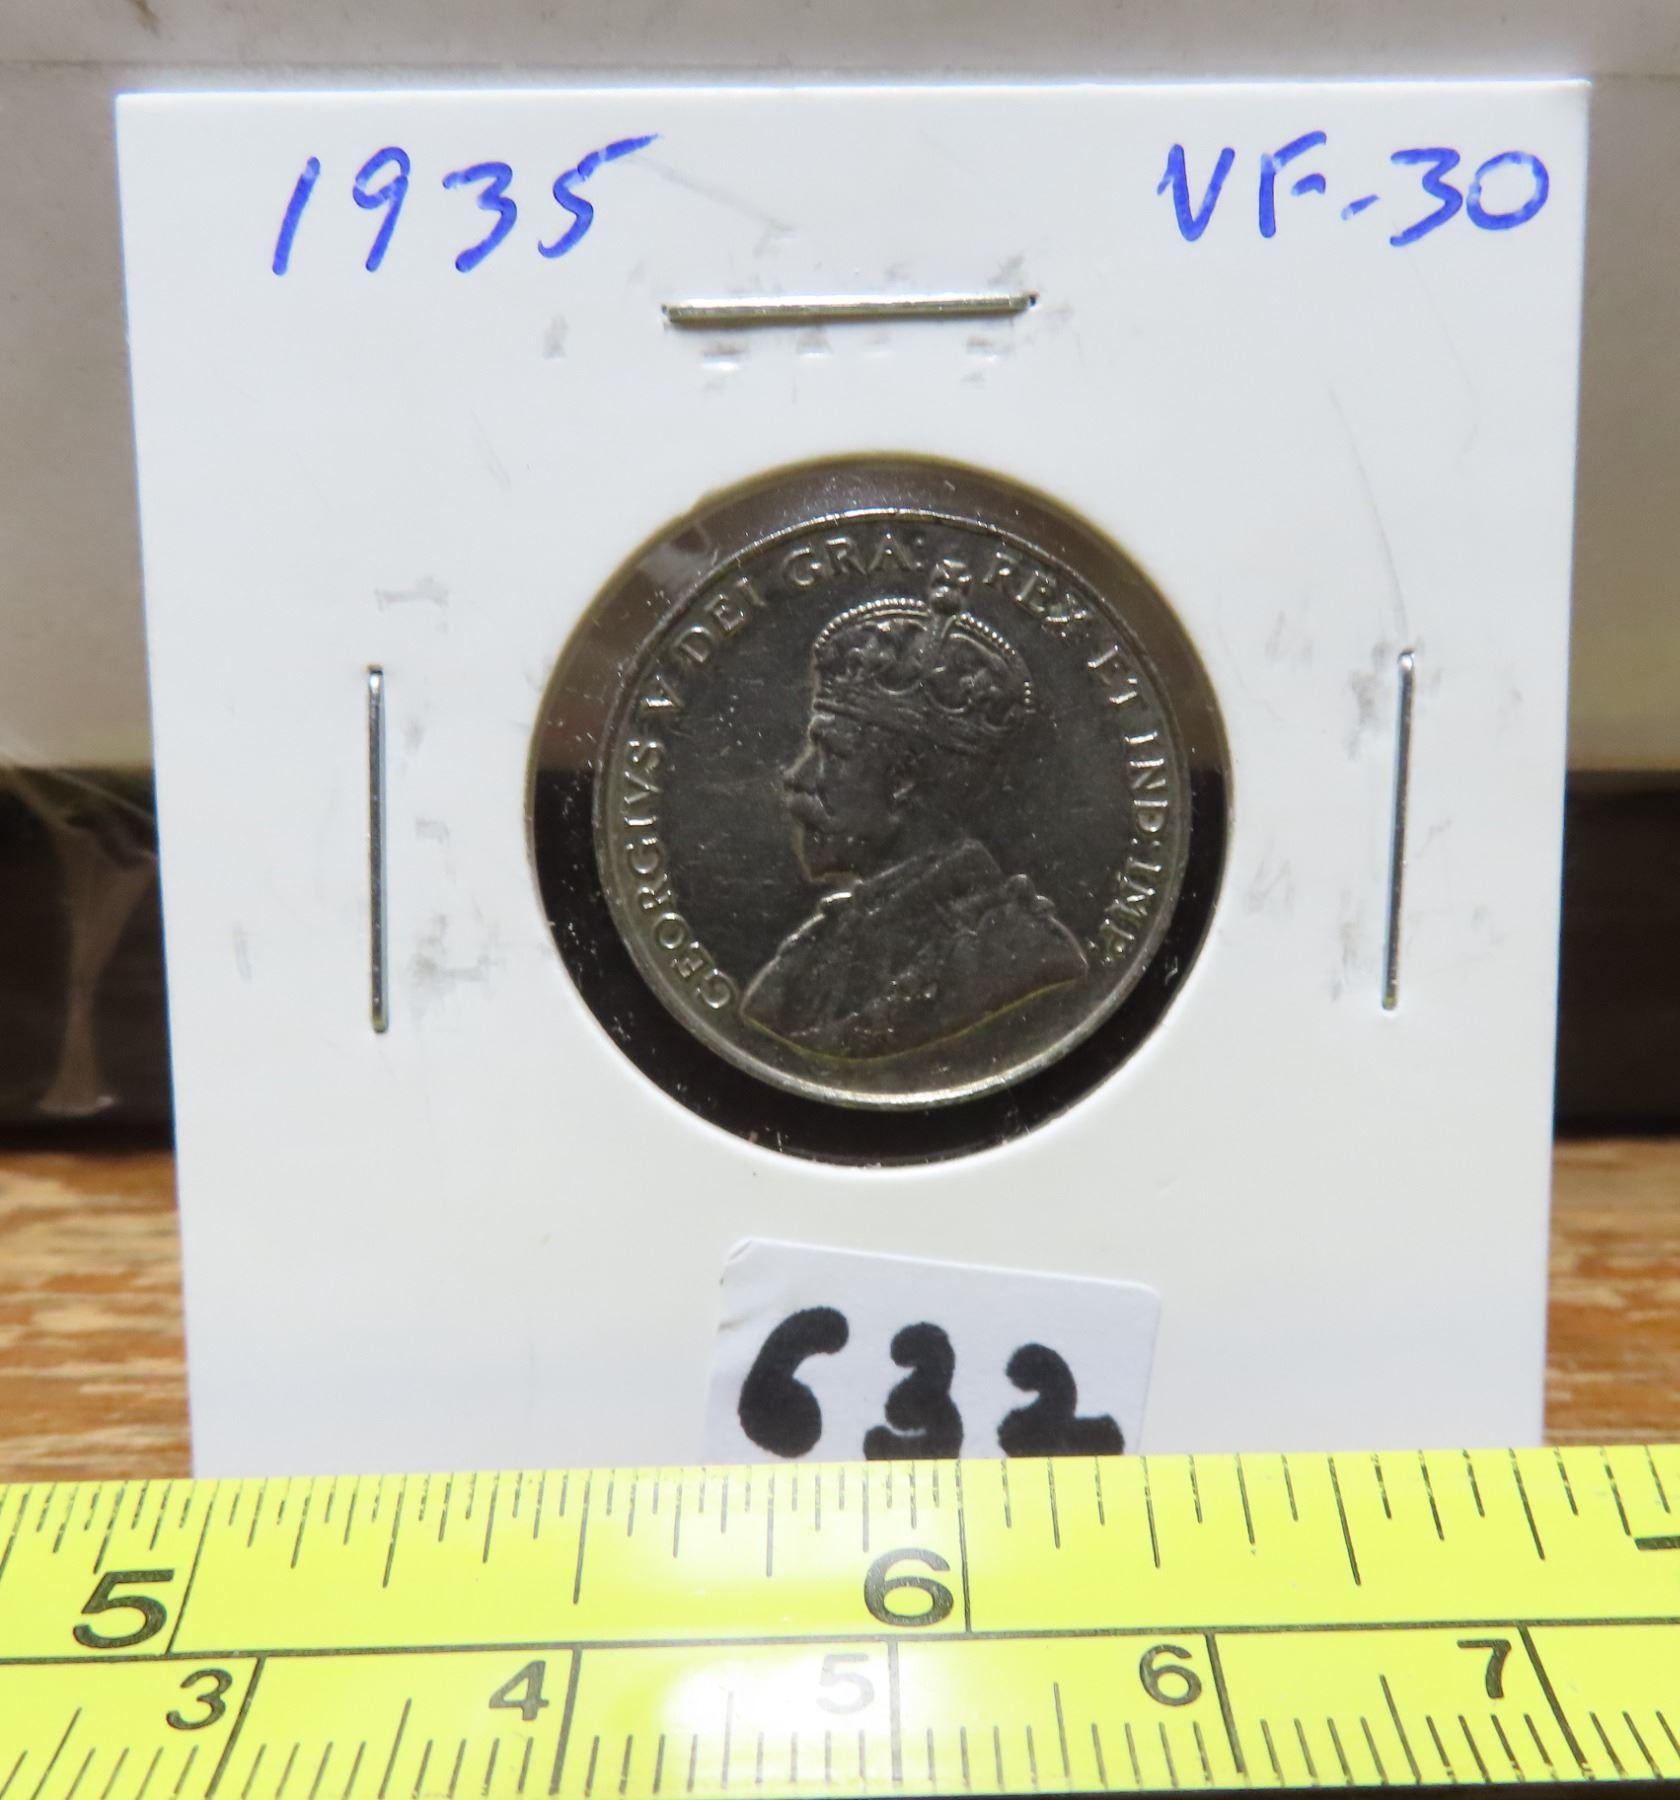 1935 VF-30
GEORGIVS V DEI GRA: REX ET IND: IMP:
632
5 6
3 4 5 6 7